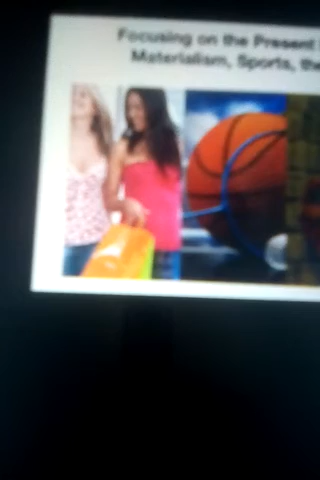 Focusing on the Present
Materialism, Sports, the